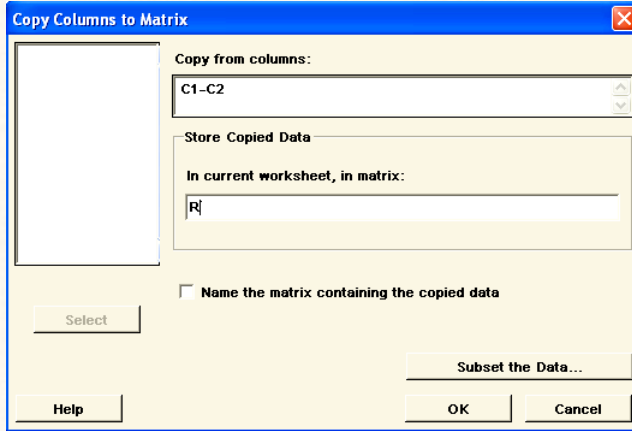 Copy Columns to Matrix
Copy from columns:
C1-C2
Store Copied Data
In current worksheet, in matrix:
R
Name the matrix containing the copied data
Select
Subset the Data...
Help
OK
Cancel